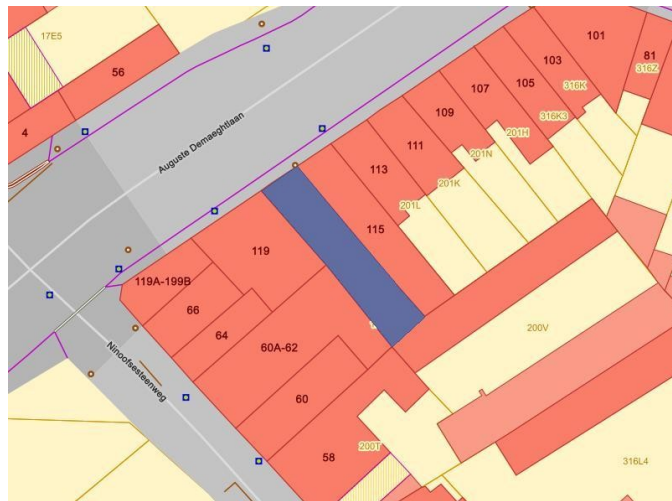 17E5
56
4
101
81
316Z
103
316K
107
105
316K3
109
201H
Auguste Demaeghtlaan
111
201N
113
201K
201L
115
119
119A-199B
66
64
60A-62
200V
Ninoofsesteenweg
60
200T
58
316L4